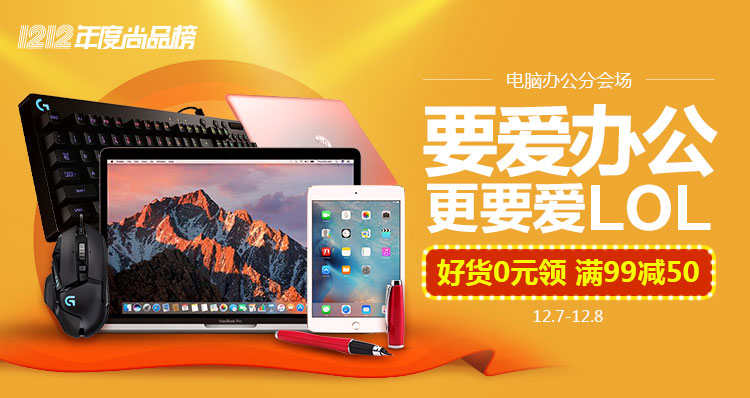 1212年度尚品榜
电脑办公分会场
要爱办公
更要爱LOL
好货0元领 满99减50
12.7-12.8
MacBook Pro